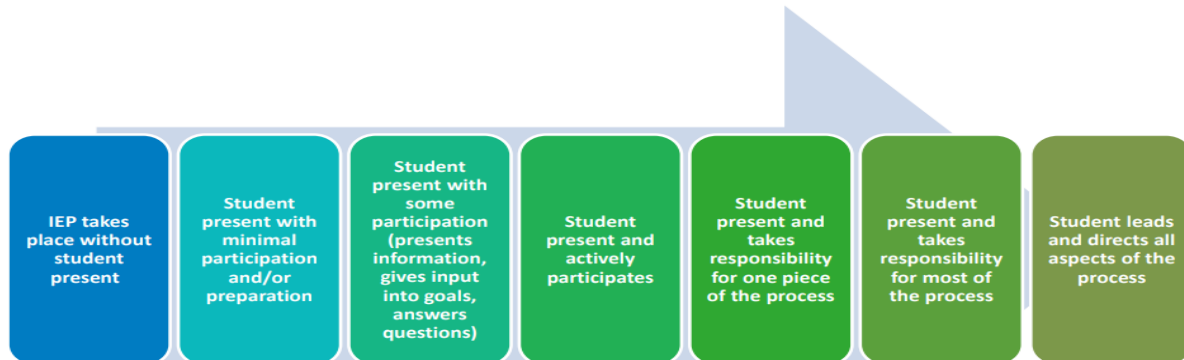 IEP takes
place without
student
present
Student
present with
minimal
participation
and/or
preparation
Student
present with
some
participation
(presents
information,
gives input
into goals,
answers
questions)
Student
present and
actively
participates
Student
present and
takes
responsibility
for one piece
of the process
Student
present and
takes
responsibility
for most of
the process
Student leads
and directs all
aspects of the
process